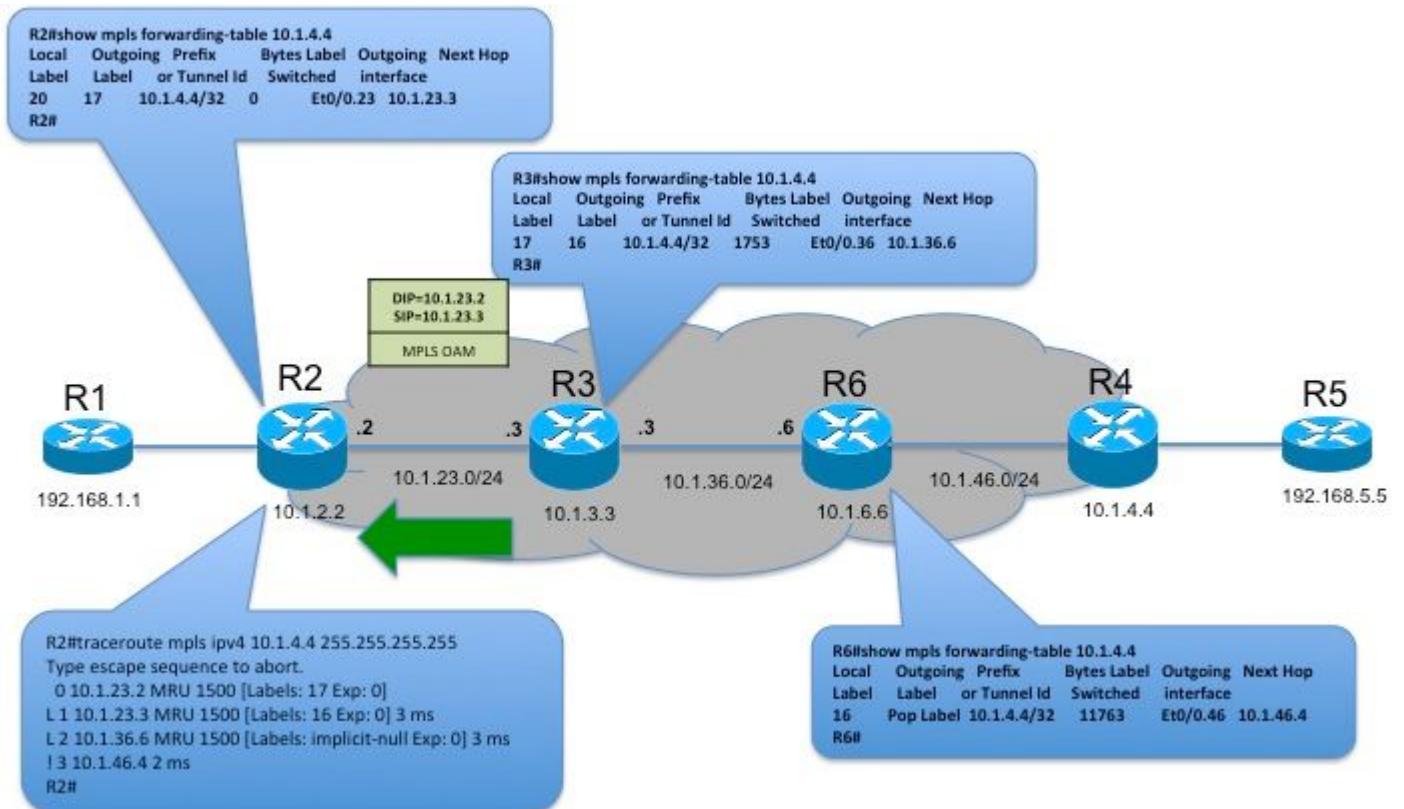 R2#show mpls forwarding-table 10.1.4.4
Local Outgoing Prefix Bytes Label Outgoing Next Hop
Label Label or Tunnel Id Switched interface
20 17 10.1.4.4/32 0 Et0/0.23 10.1.23.3
R2#
R3#show mpls forwarding-table 10.1.4.4
Local Outgoing Prefix Bytes Label Outgoing Next Hop
Label Label or Tunnel Id Switched interface
17 16 10.1.4.4/32 1753 Et0/0.36 10.1.36.6
R3#
DIP=10.1.23.2
SIP=10.1.23.3
MPLS OAM
R1
R2
R3
R6
R4
R5
.2
.3
.3
.6
10.1.23.0/24
10.1.36.0/24
10.1.46.0/24
192.168.1.1
10.1.2.2
10.1.3.3
10.1.6.6
10.1.4.4
192.168.5.5
R2#traceroute mpls ipv4 10.1.4.4 255.255.255.255
Type escape sequence to abort.
0 10.1.23.2 MRU 1500 [Labels: 17 Exp: 0]
L 1 10.1.23.3 MRU 1500 [Labels: 16 Exp: 0] 3 ms
L 2 10.1.36.6 MRU 1500 [Labels: implicit-null Exp: 0] 3 ms
! 3 10.1.46.4 2 ms
R2#
R6#show mpls forwarding-table 10.1.4.4
Local Outgoing Prefix Bytes Label Outgoing Next Hop
Label Label or Tunnel Id Switched interface
16 Pop Label 10.1.4.4/32 11763 Et0/0.46 10.1.46.4
R6#